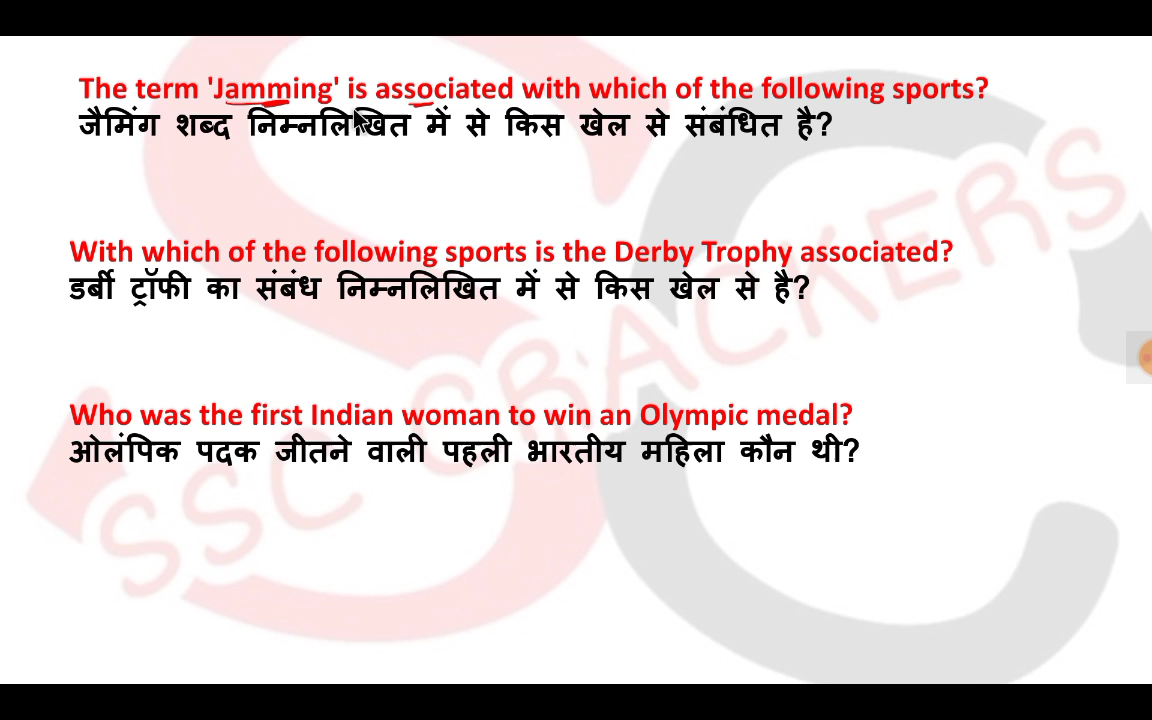 The term 'Jamming' is associated with which of the following sports?
जैमिंग शब्द निम्नलिखित में से किस खेल से संबंधित है?
With which of the following sports is the Derby Trophy associated?
डर्बी ट्रॉफी का संबंध निम्नलिखित में से किस खेल से है?
Who was the first Indian woman to win an Olympic medal?
ओलंपिक पदक जीतने वाली पहली भारतीय महिला कौन थी?
SSC CRACKERS